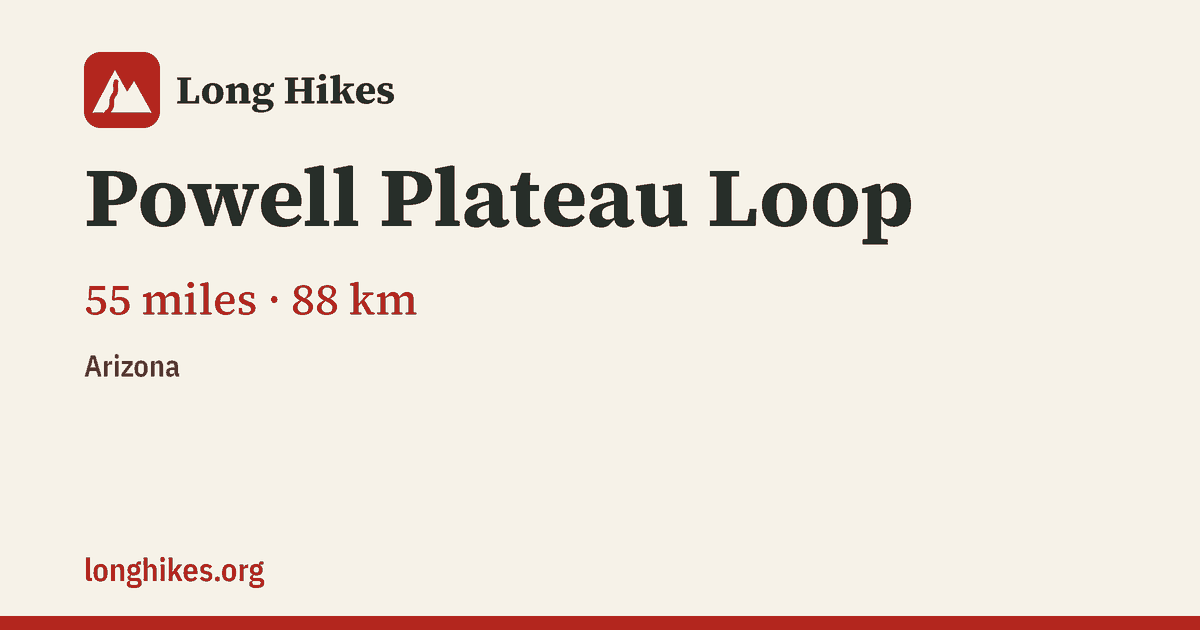 Long Hikes
Powell Plateau Loop
55 miles · 88 km
Arizona
longhikes.org